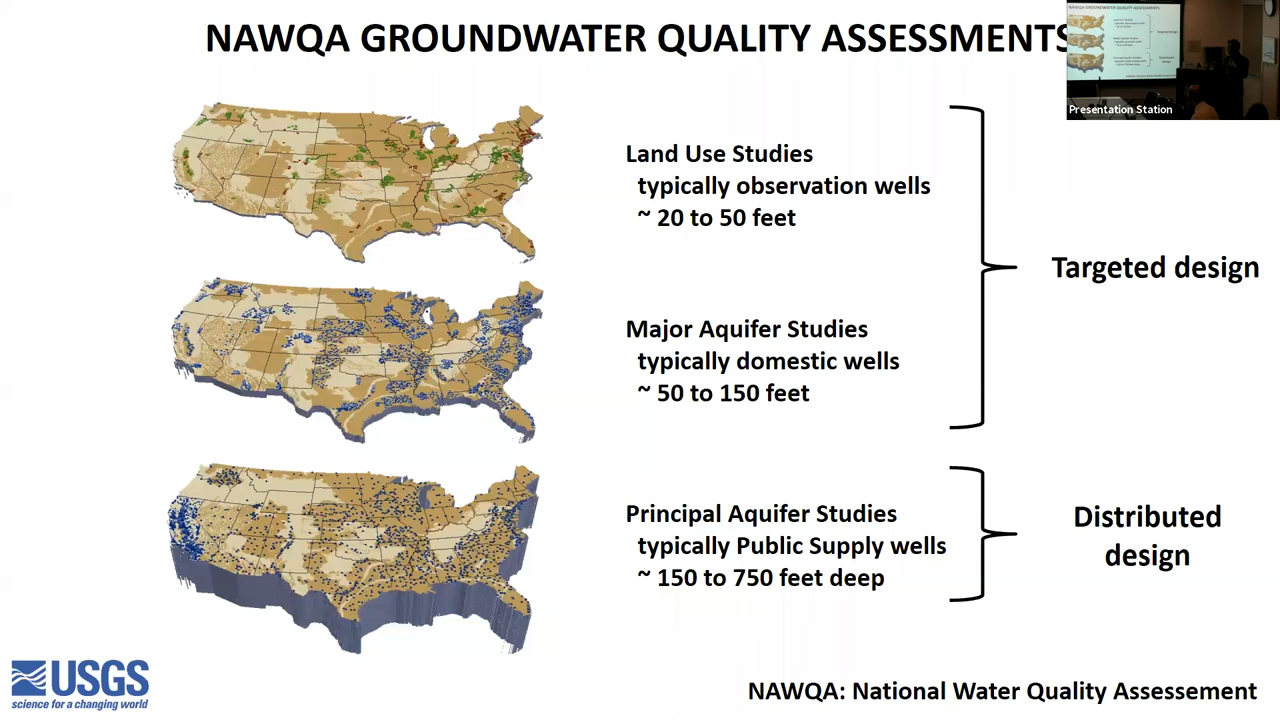 NAWQA GROUNDWATER QUALITY ASSESSMENTS
Presentation Station
Land Use Studies
typically observation wells
~ 20 to 50 feet
Targeted design
Major Aquifer Studies
typically domestic wells
~ 50 to 150 feet
Principal Aquifer Studies
typically Public Supply wells
~ 150 to 750 feet deep
Distributed
design
USGS
science for a changing world
NAWQA: National Water Quality Assessement